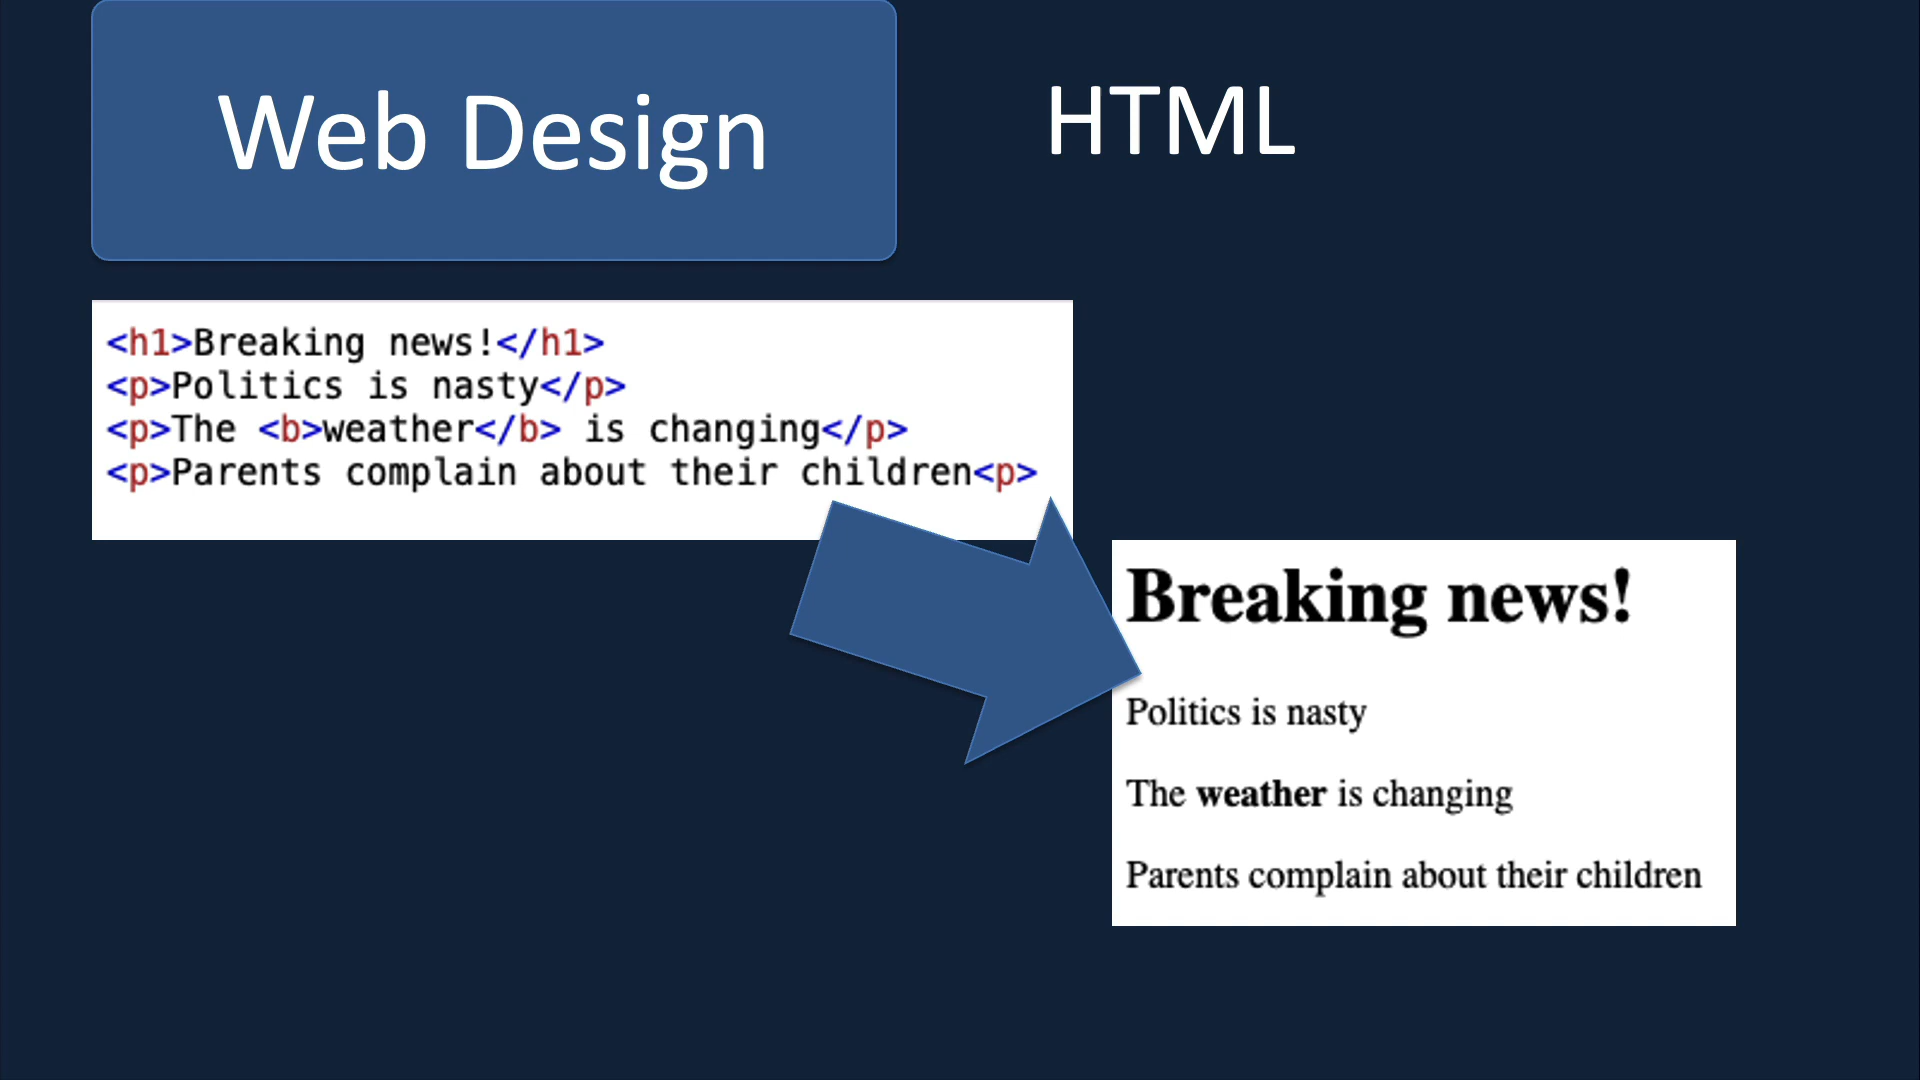 Web Design
HTML
<h1>Breaking news!</h1>
<p>Politics is nasty</p>
<p>The <b>weather</b> is changing</p>
<p>Parents complain about their children<p>
Breaking news!
Politics is nasty
The weather is changing
Parents complain about their children